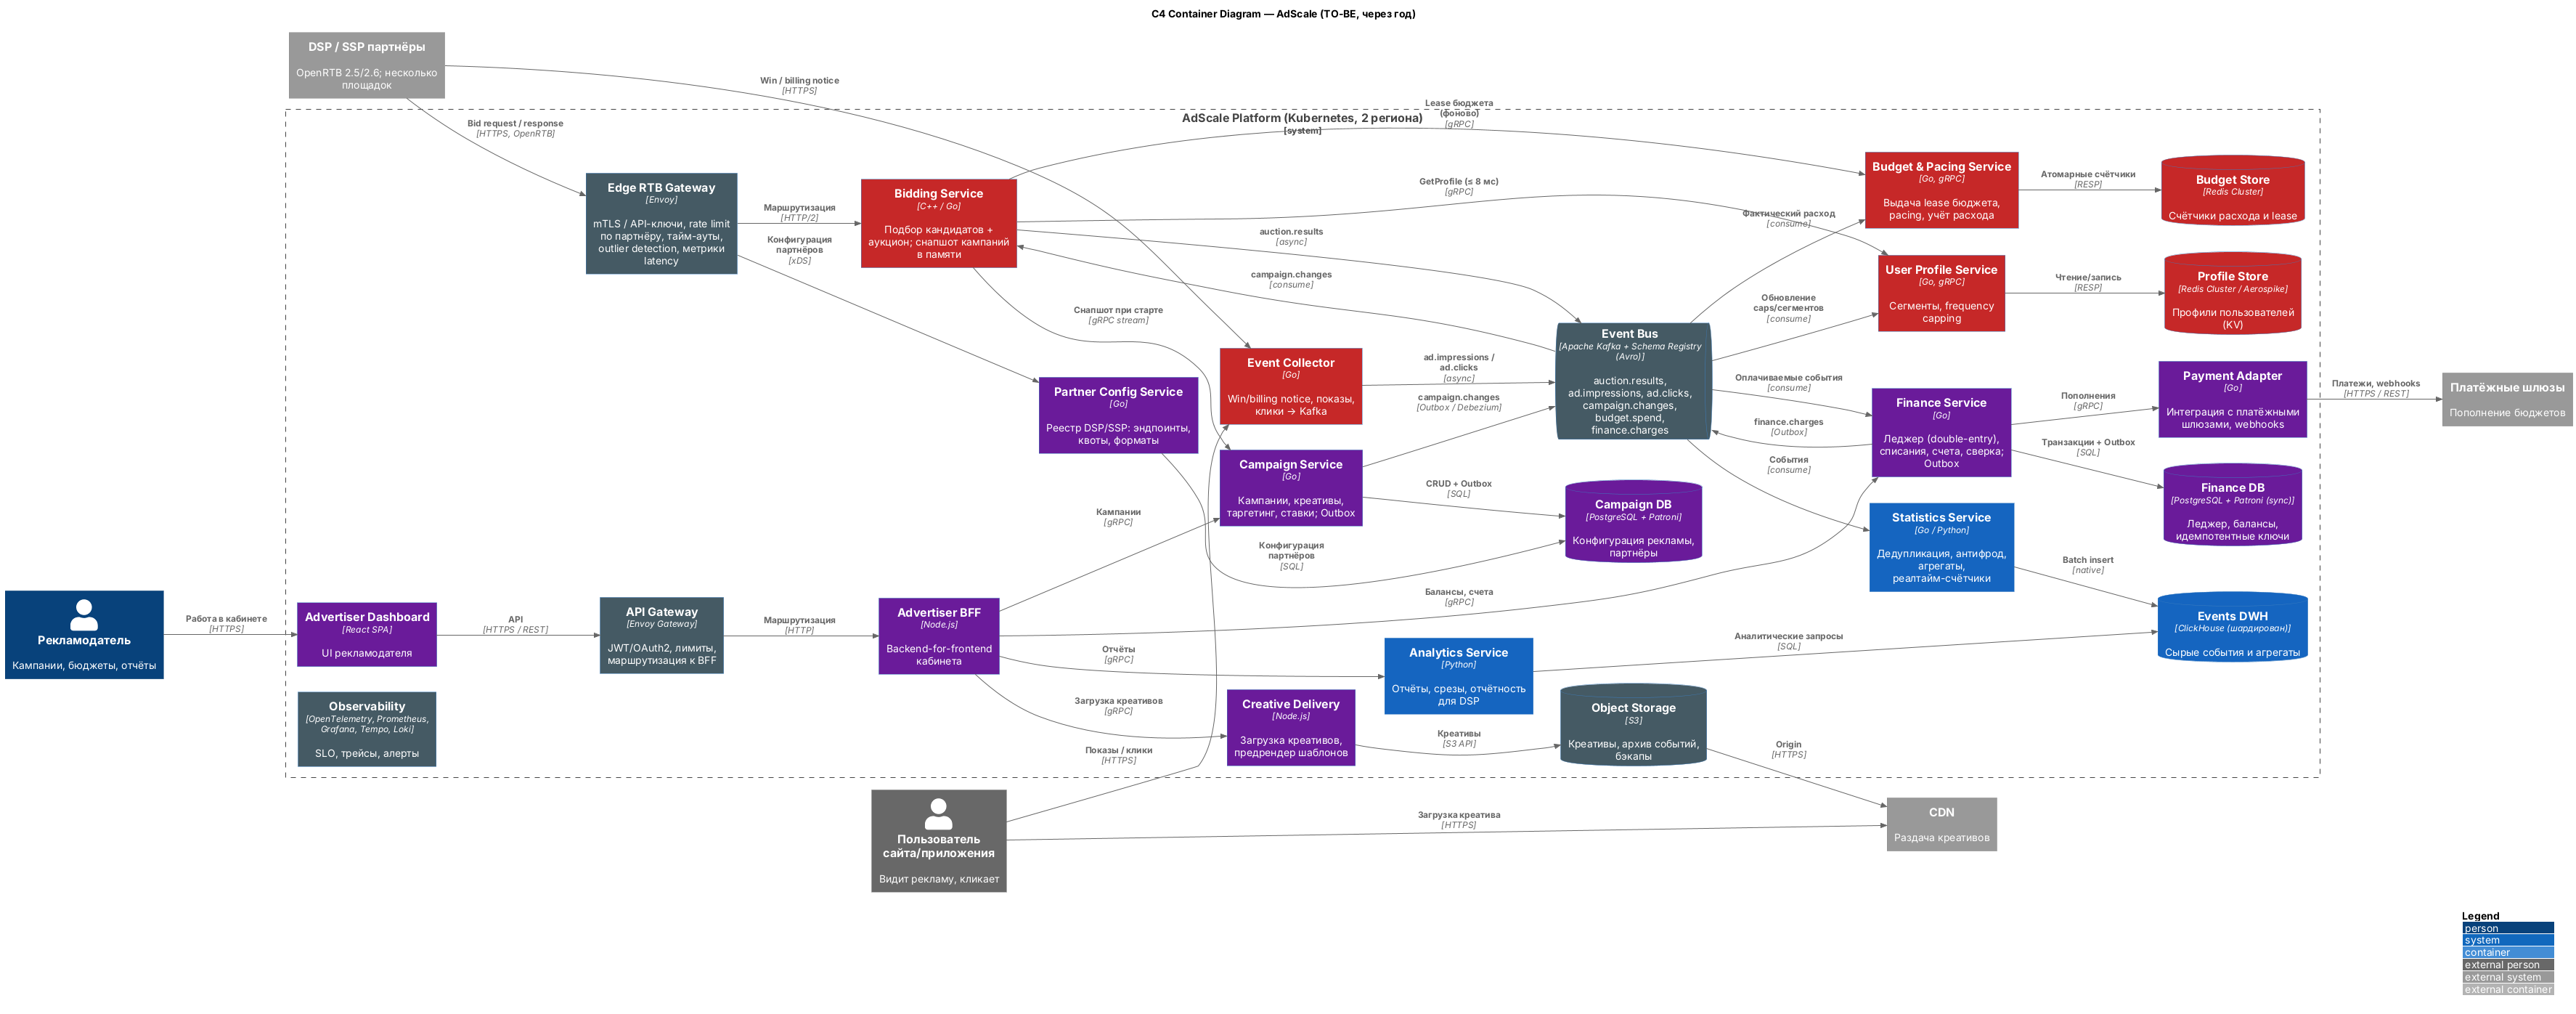 C4 Container Diagram — AdScale (TO-BE, через год)
DSP / SSP партнёры
OpenRTB 2.5/2.6; несколько
площадок
Win / billing notice
[HTTPS]
Bid request / response
[HTTPS, OpenRTB]
AdScale Platform (Kubernetes, 2 региона)
[system]
Lease бюджета
(фоново)
[gRPC]
Edge RTB Gateway
[Envoy]
mTLS / API-ключи, rate limit
по партнёру, тайм-ауты,
outlier detection, метрики
latency
Маршрутизация
[HTTP/2]
Конфигурация
партнёров
[xDS]
Bidding Service
[C++ / Go]
Подбор кандидатов +
аукцион; снапшот кампаний
в памяти
GetProfile (≤ 8 мс)
[gRPC]
auction.results
[async]
campaign.changes
[consume]
Снапшот при старте
[gRPC stream]
Budget & Pacing Service
[Go, gRPC]
Выдача lease бюджета,
pacing, учёт расхода
Атомарные счётчики
[RESP]
Budget Store
[Redis Cluster]
Счётчики расхода и lease
Фактический расход
[consume]
User Profile Service
[Go, gRPC]
Сегменты, frequency
capping
Чтение/запись
[RESP]
Profile Store
[Redis Cluster / Aerospike]
Профили пользователей
(KV)
Обновление
caps/сегментов
[consume]
Event Bus
[Apache Kafka + Schema Registry
(Avro)]
auction.results,
ad.impressions, ad.clicks,
campaign.changes,
budget.spend,
finance.charges
Event Collector
[Go]
Win/billing notice, показы,
клики → Kafka
ad.impressions /
ad.clicks
[async]
campaign.changes
[Outbox / Debezium]
Partner Config Service
[Go]
Реестр DSP/SSP: эндпоинты,
квоты, форматы
Campaign Service
[Go]
Кампании, креативы,
таргетинг, ставки; Outbox
CRUD + Outbox
[SQL]
Campaign DB
[PostgreSQL + Patroni]
Конфигурация рекламы,
партнёры
Оплачиваемые события
[consume]
finance.charges
[Outbox]
События
[consume]
Finance Service
[Go]
Леджер (double-entry),
списания, счета, сверка;
Outbox
Пополнения
[gRPC]
Транзакции + Outbox
[SQL]
Payment Adapter
[Go]
Интеграция с платёжными
шлюзами, webhooks
Платежи, webhooks
[HTTPS / REST]
Платёжные шлюзы
Пополнение бюджетов
Finance DB
[PostgreSQL + Patroni (sync)]
Леджер, балансы,
идемпотентные ключи
Statistics Service
[Go / Python]
Дедупликация, антифрод,
агрегаты,
реалтайм-счётчики
Batch insert
[native]
Events DWH
[ClickHouse (шардирован)]
Сырые события и агрегаты
Кампании
[gRPC]
Конфигурация
партнёров
[SQL]
Балансы, счета
[gRPC]
Рекламодатель
Кампании, бюджеты, отчёты
Работа в кабинете
[HTTPS]
Advertiser Dashboard
[React SPA]
UI рекламодателя
API
[HTTPS / REST]
API Gateway
[Envoy Gateway]
JWT/OAuth2, лимиты,
маршрутизация к BFF
Маршрутизация
[HTTP]
Advertiser BFF
[Node.js]
Backend-for-frontend
кабинета
Отчёты
[gRPC]
Загрузка креативов
[gRPC]
Analytics Service
[Python]
Отчёты, срезы, отчётность
для DSP
Аналитические запросы
[SQL]
Observability
[OpenTelemetry, Prometheus,
Grafana, Tempo, Loki]
SLO, трейсы, алерты
Creative Delivery
[Node.js]
Загрузка креативов,
предрендер шаблонов
Креативы
[S3 API]
Object Storage
[S3]
Креативы, архив событий,
бэкапы
Origin
[HTTPS]
Показы / клики
[HTTPS]
Пользователь
сайта/приложения
Видит рекламу, кликает
Загрузка креатива
[HTTPS]
CDN
Раздача креативов
Legend
person
system
container
external person
external system
external container